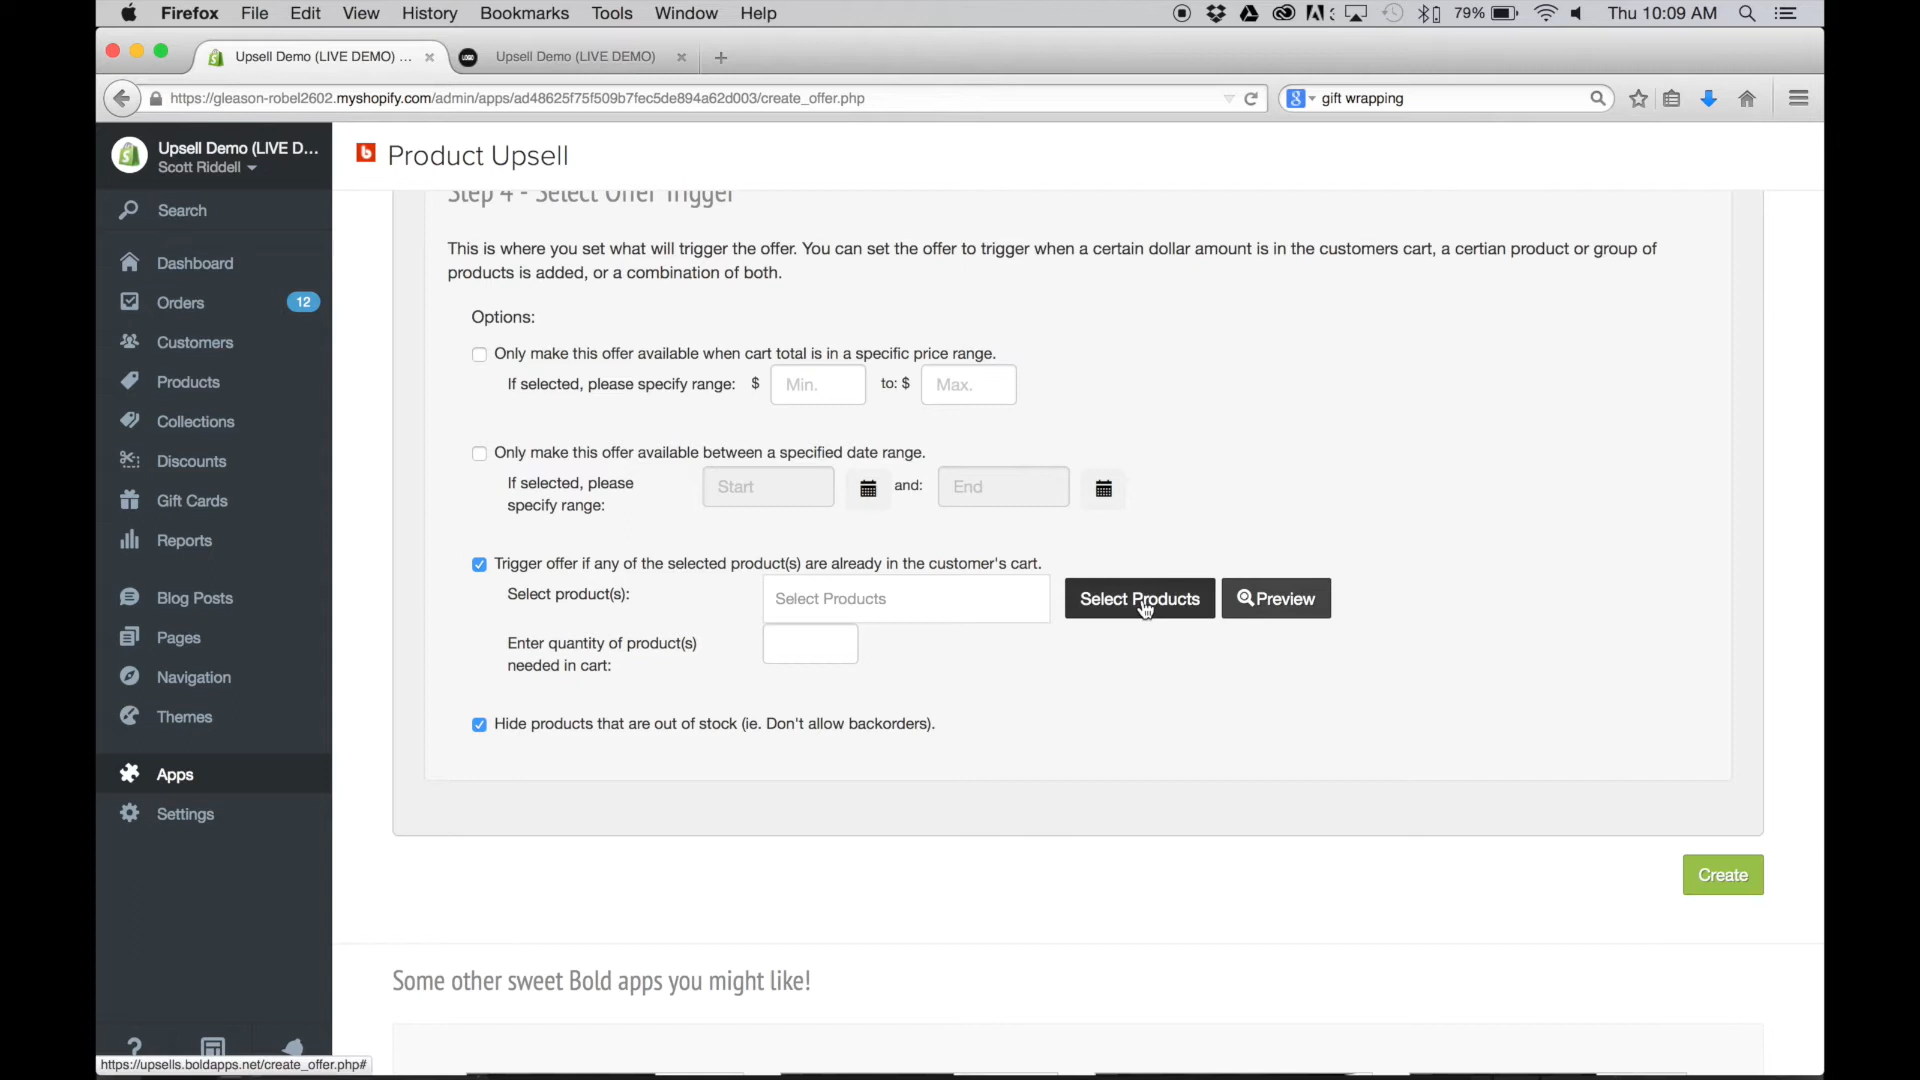 Firefox File Edit View History Bookmarks Tools Window Help 79% Thu 10:09 AM
Upsell Demo (LIVE DEMO) ... LOGO Upsell Demo (LIVE DEMO)
https://gleason-robel2602.myshopify.com/admin/apps/ad48625f75f509b7fec5de894a62d003/create_offer.php gift wrapping
Upsell Demo (LIVE D...
Scott Riddell
Search
Dashboard
Orders 12
Customers
Products
Collections
Discounts
Gift Cards
Reports
Blog Posts
Pages
Navigation
Themes
Apps
Settings
https://upsells.boldapps.net/create_offer.php#
Product Upsell
Step 4 - Select Offer Trigger
This is where you set what will trigger the offer. You can set the offer to trigger when a certain dollar amount is in the customers cart, a certian product or group of
products is added, or a combination of both.
Options:
Only make this offer available when cart total is in a specific price range.
If selected, please specify range: $ Min. to: $ Max.
Only make this offer available between a specified date range.
If selected, please
specify range: Start and: End
Trigger offer if any of the selected product(s) are already in the customer's cart.
Select product(s): Select Products Select Products Preview
Enter quantity of product(s)
needed in cart:
Hide products that are out of stock (ie. Don't allow backorders).
Create
Some other sweet Bold apps you might like!